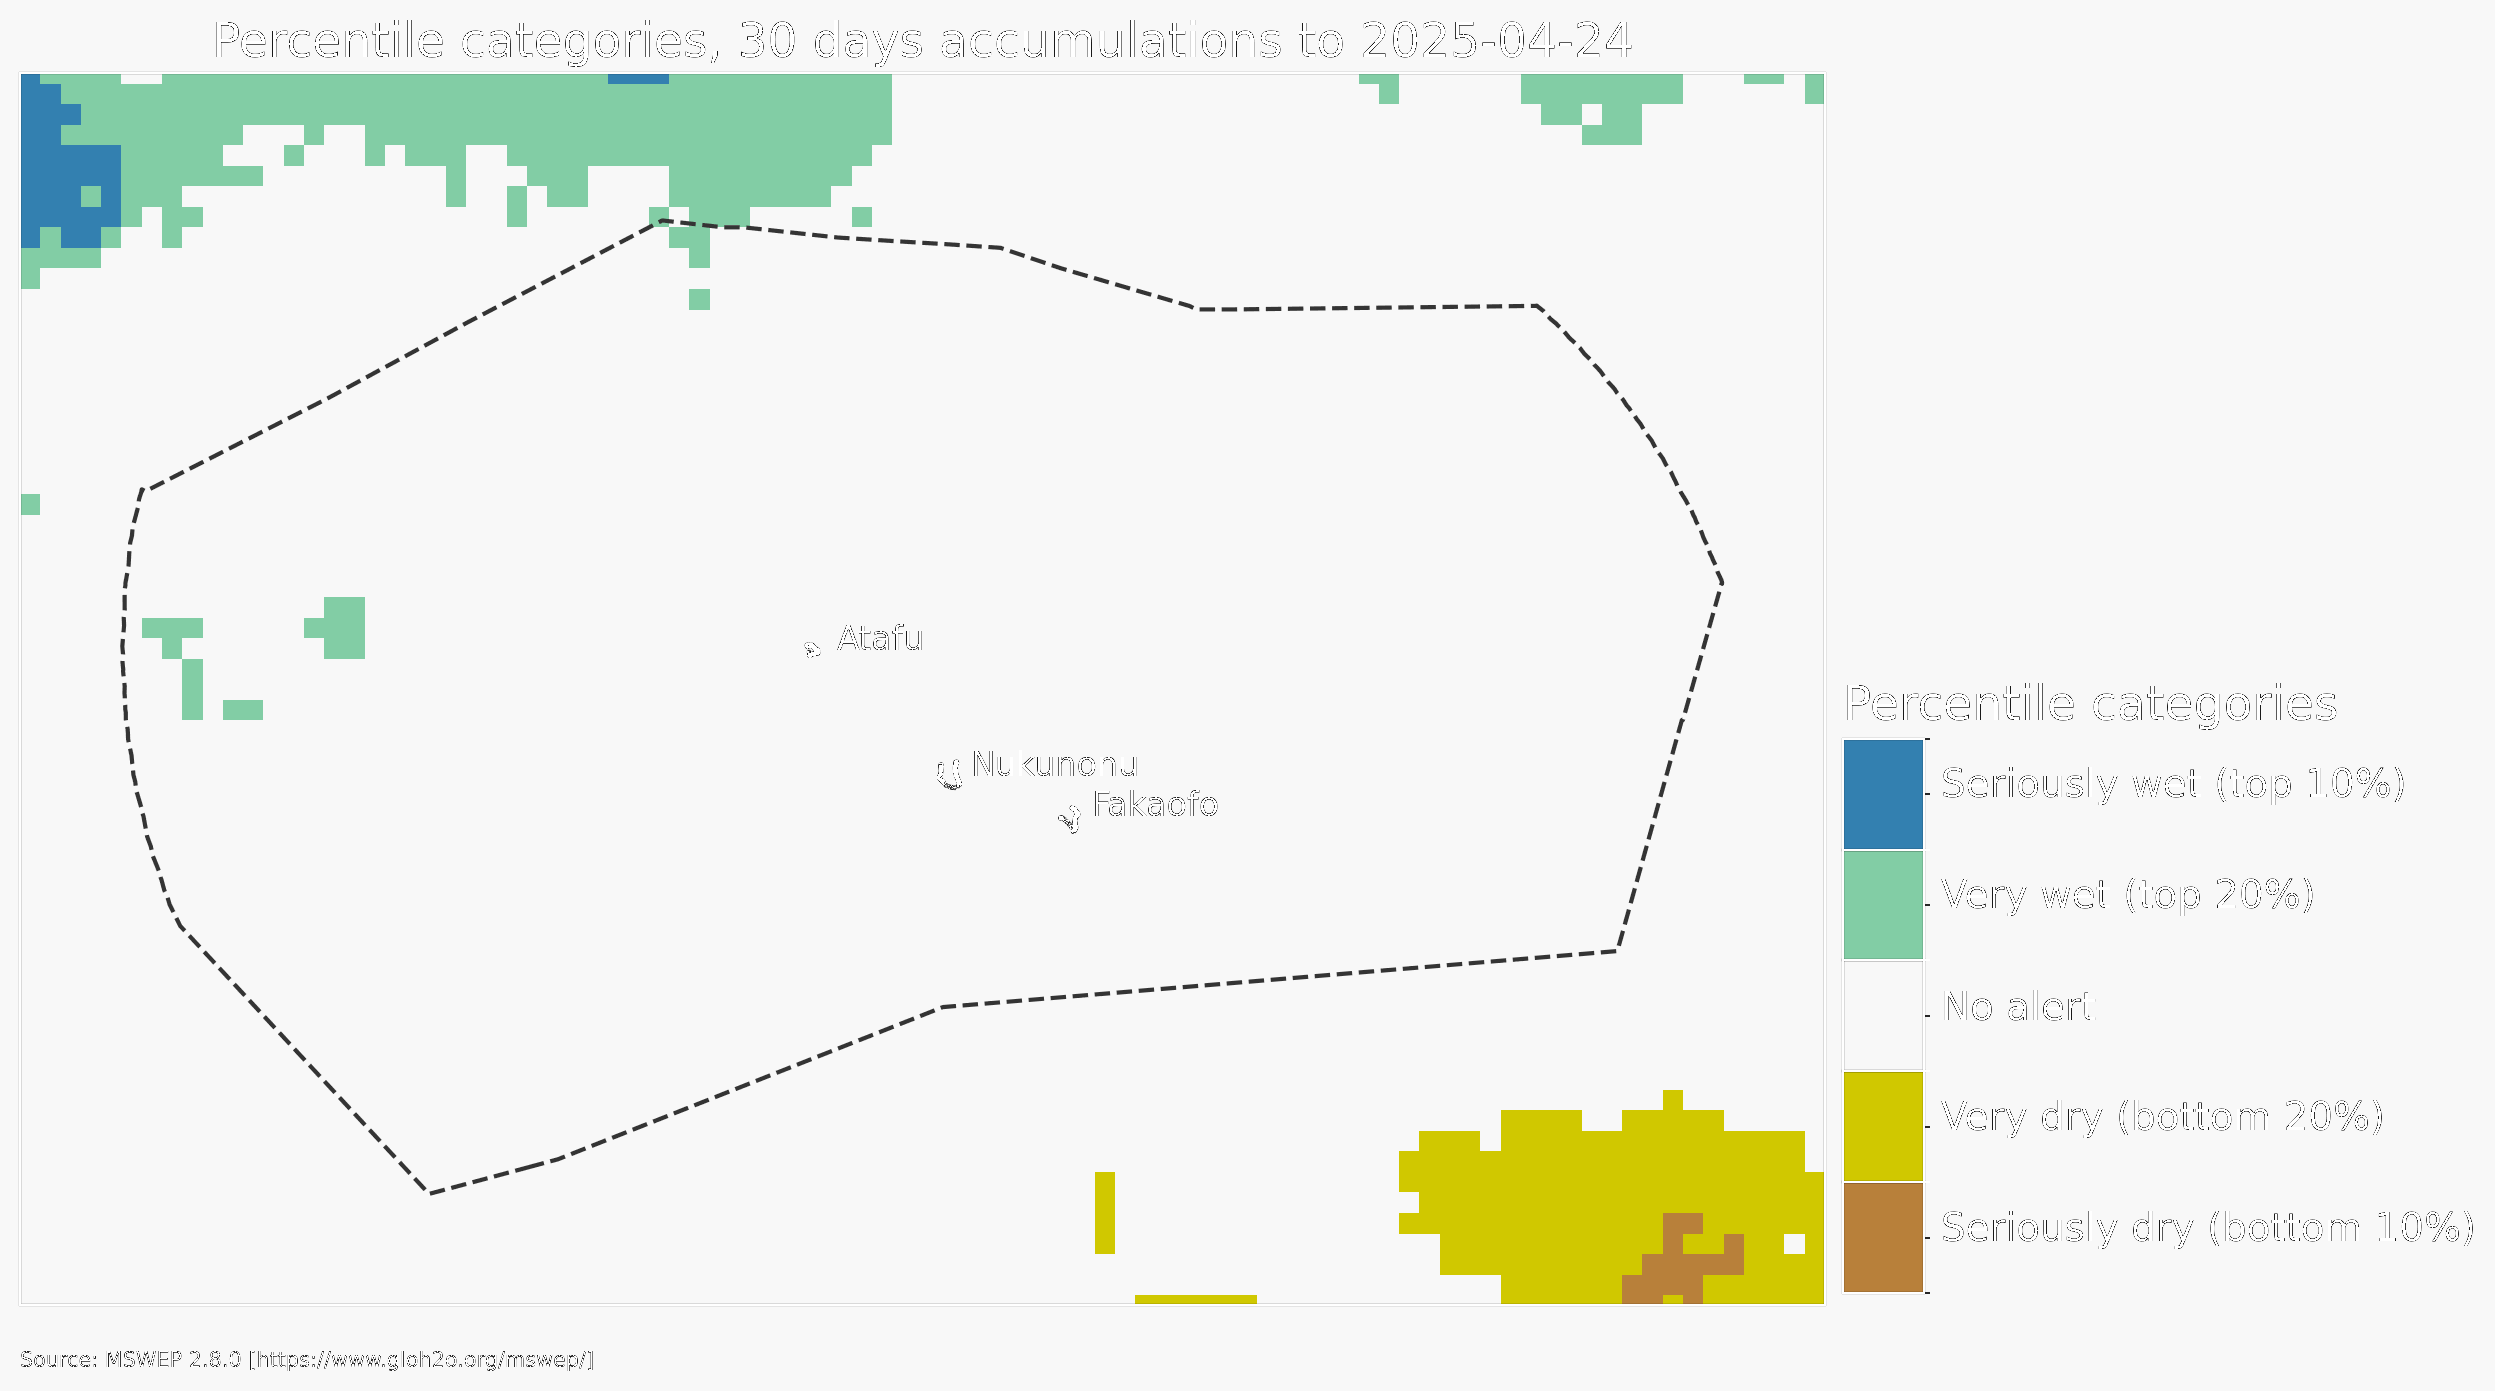 Percentile categories, 30 days accumulations to 2025-04-24
Atafu
Nukunonu
Fakaofo
Percentile categories
Seriously wet (top 10%)
Very wet (top 20%)
No alert
Very dry (bottom 20%)
Seriously dry (bottom 10%)
Source: MSWEP 2.8.0 [https://www.gloh2o.org/mswep/]